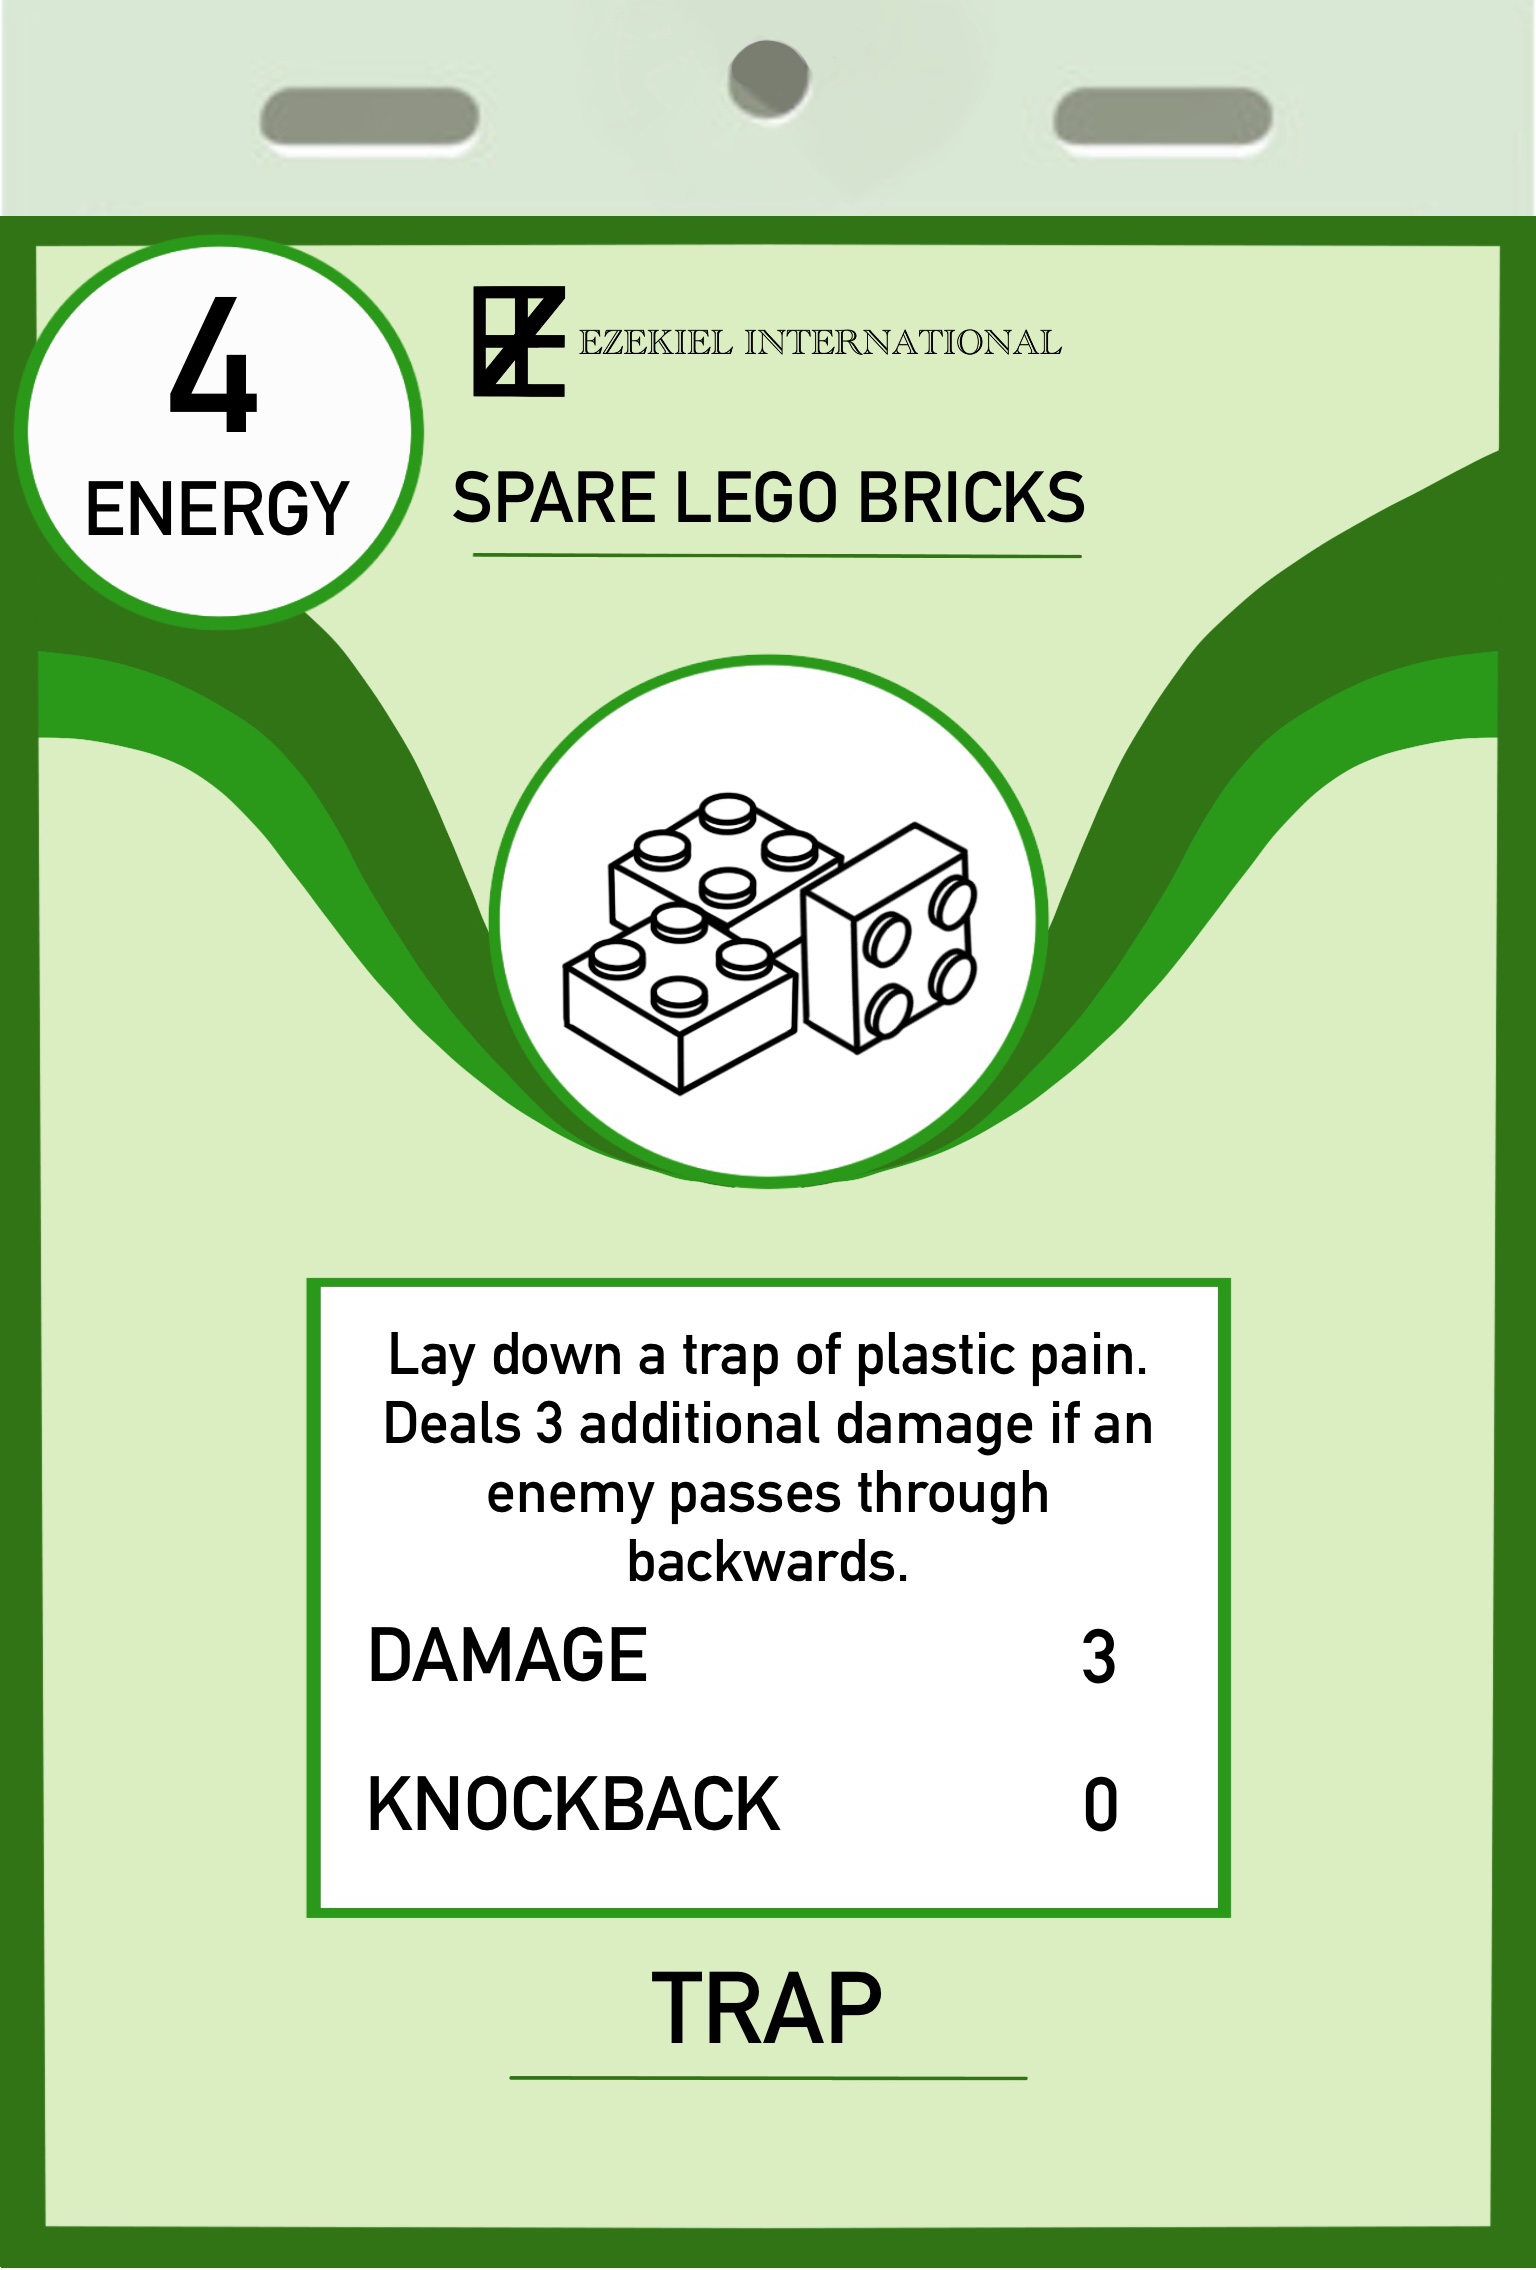 4
ENERGY
EZEKIEL INTERNATIONAL
SPARE LEGO BRICKS
Lay down a trap of plastic pain.
Deals 3 additional damage if an
enemy passes through
backwards.
DAMAGE 3
KNOCKBACK 0
TRAP